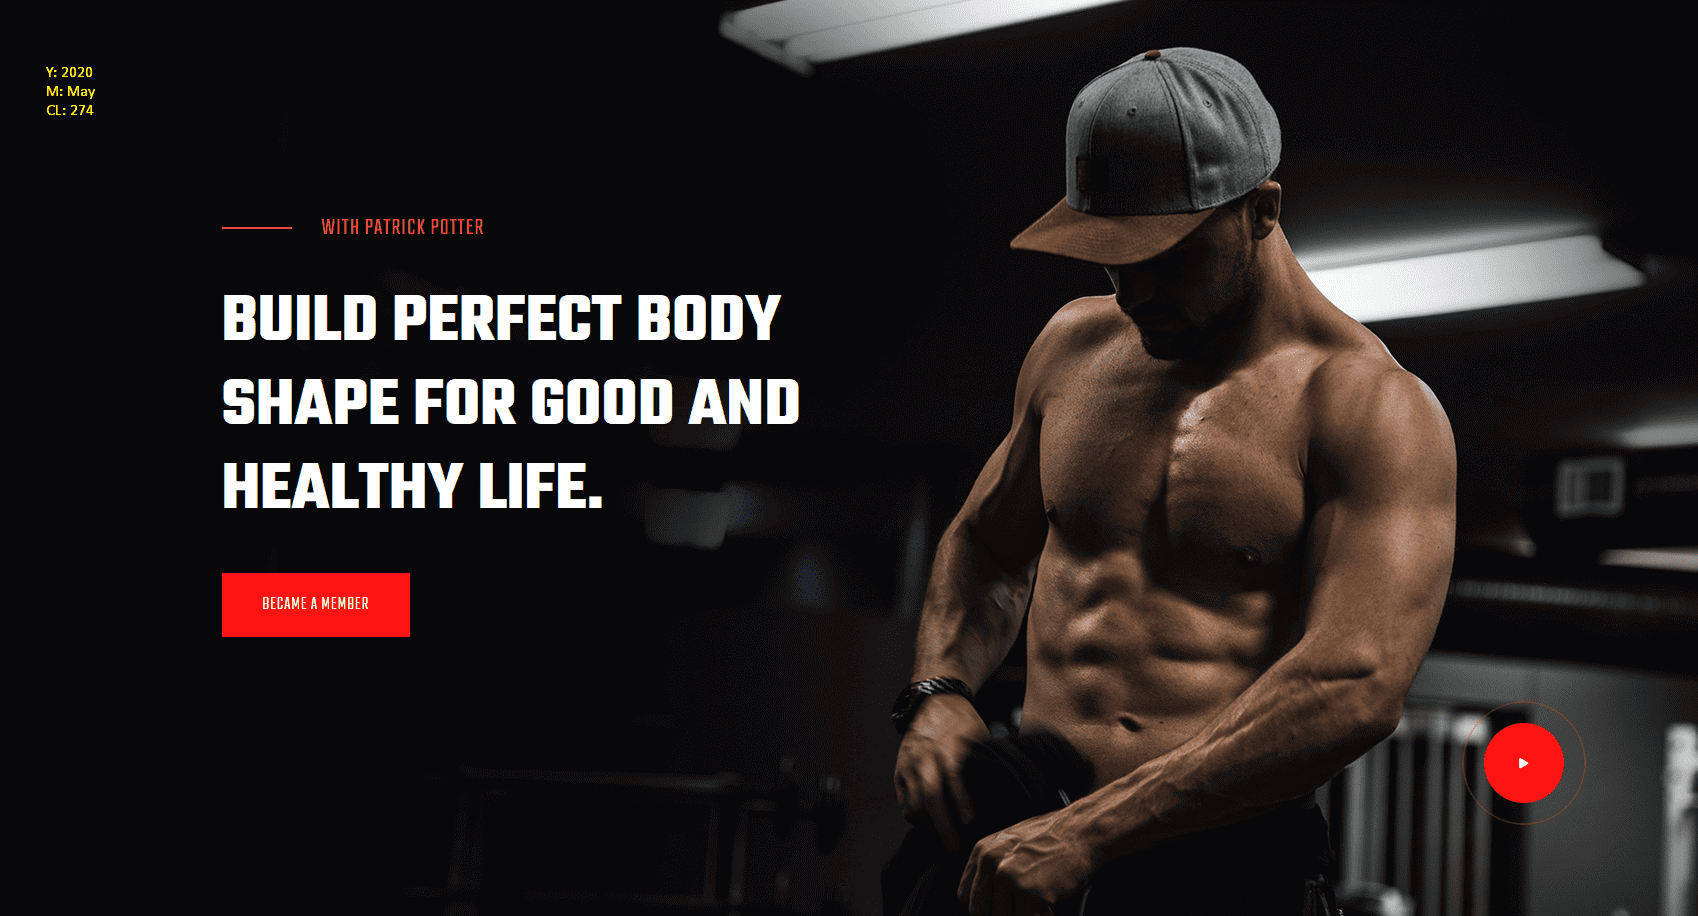 Y: 2020
M: May
CL: 274
WITH PATRICK POTTER
BUILD PERFECT BODY
SHAPE FOR GOOD AND
HEALTHY LIFE.
BECAME A MEMBER